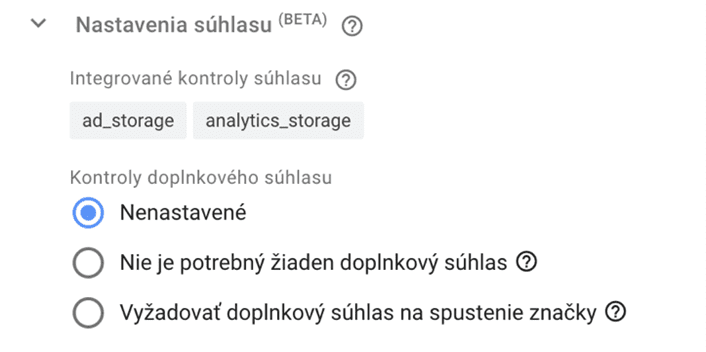 Nastavenia súhlasu (BETA) ?
Integrované kontroly súhlasu ?
ad_storage analytics_storage
Kontroly doplnkového súhlasu
Nenastavené
Nie je potrebný žiaden doplnkový súhlas ?
Vyžadovať doplnkový súhlas na spustenie značky ?